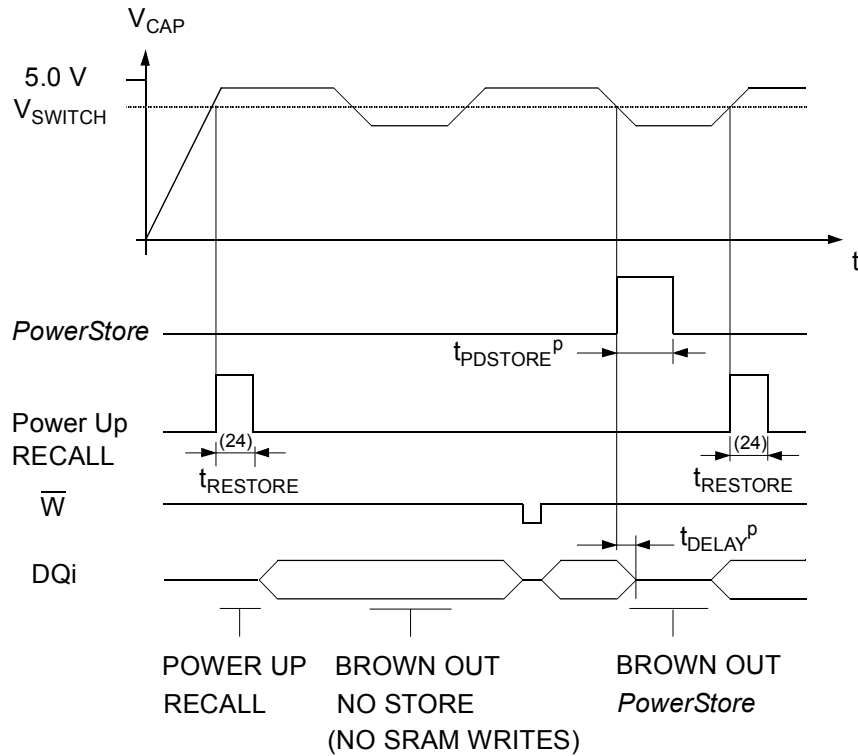 VCAP
5.0 V
VSWITCH
t
PowerStore
tPDSTOREp
Power Up
RECALL
(24)
(24)
tRESTORE
tRESTORE
W
tDELAYp
DQi
POWER UP
RECALL
BROWN OUT
NO STORE
(NO SRAM WRITES)
BROWN OUT
PowerStore